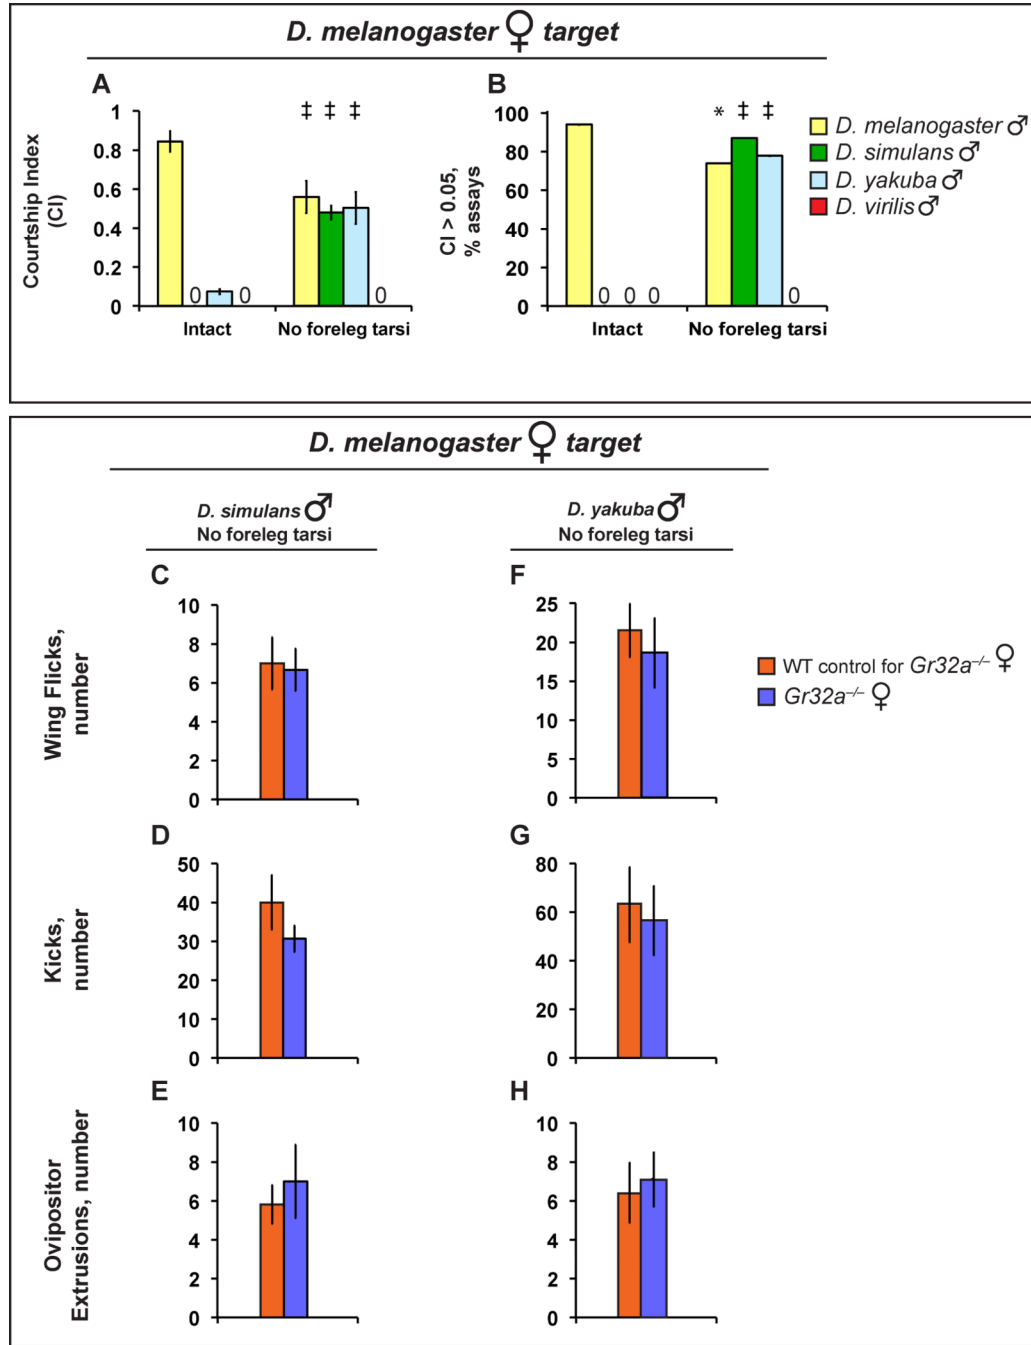 D. melanogaster ♀ target
A
B
Courtship Index
(CI)
1
0.8
0.6
0.4
0.2
0
‡ ‡ ‡
0 0 0
Intact No foreleg tarsi
CI > 0.05,
% assays
100
80
60
40
20
0
* ‡ ‡
0 0 0 0
Intact No foreleg tarsi
D. melanogaster ♂
D. simulans ♂
D. yakuba ♂
D. virilis ♂
D. melanogaster ♀ target
D. simulans ♂
No foreleg tarsi
D. yakuba ♂
No foreleg tarsi
C
Wing Flicks,
number
10
8
6
4
2
0
F
25
20
15
10
5
0
WT control for Gr32a–/– ♀
Gr32a–/– ♀
D
Kicks,
number
50
40
30
20
10
0
G
80
60
40
20
0
E
Ovipositor
Extrusions, number
10
8
6
4
2
0
H
10
8
6
4
2
0